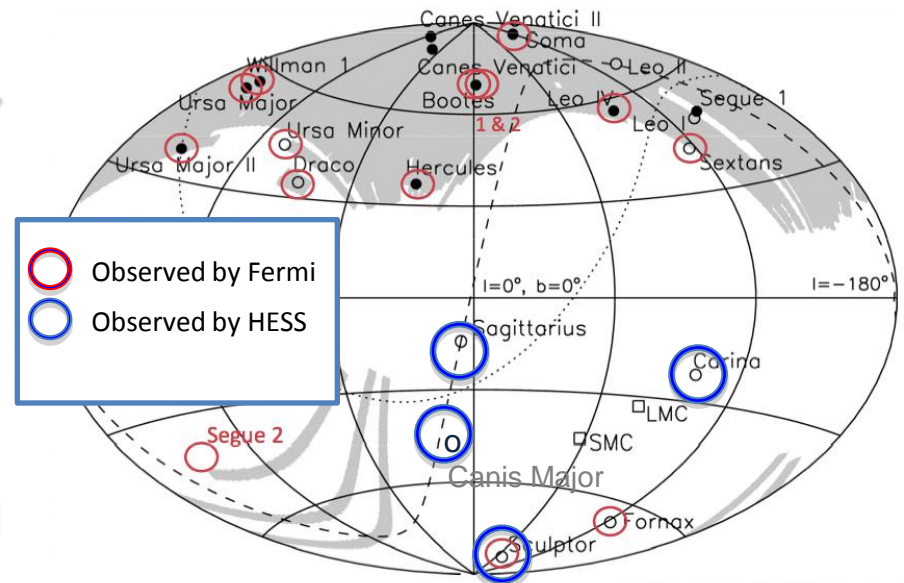 Canes Venatici II
Coma
Willman 1
Canes Venatici
Leo II
Ursa Major
Bootes
Leo IV
Segue 1
1 & 2
Leo I
Ursa Minor
Ursa Major II
Draco
Hercules
Sextans
Observed by Fermi
Observed by HESS
l=0°, b=0°
l=-180°
Sagittarius
Carina
LMC
Segue 2
SMC
Canis Major
Fornax
Sculptor